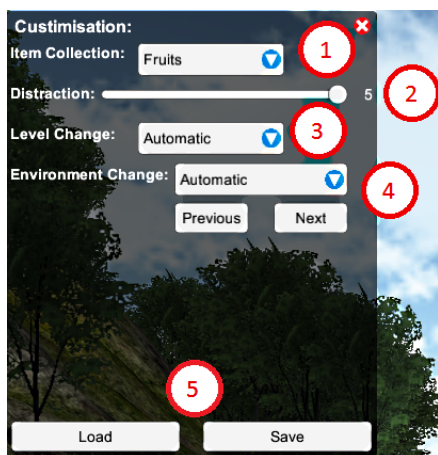 Custimisation:
Item Collection: Fruits 1
Distraction: 5 2
Level Change: Automatic 3
Environment Change: Automatic 4
Previous Next
5
Load Save